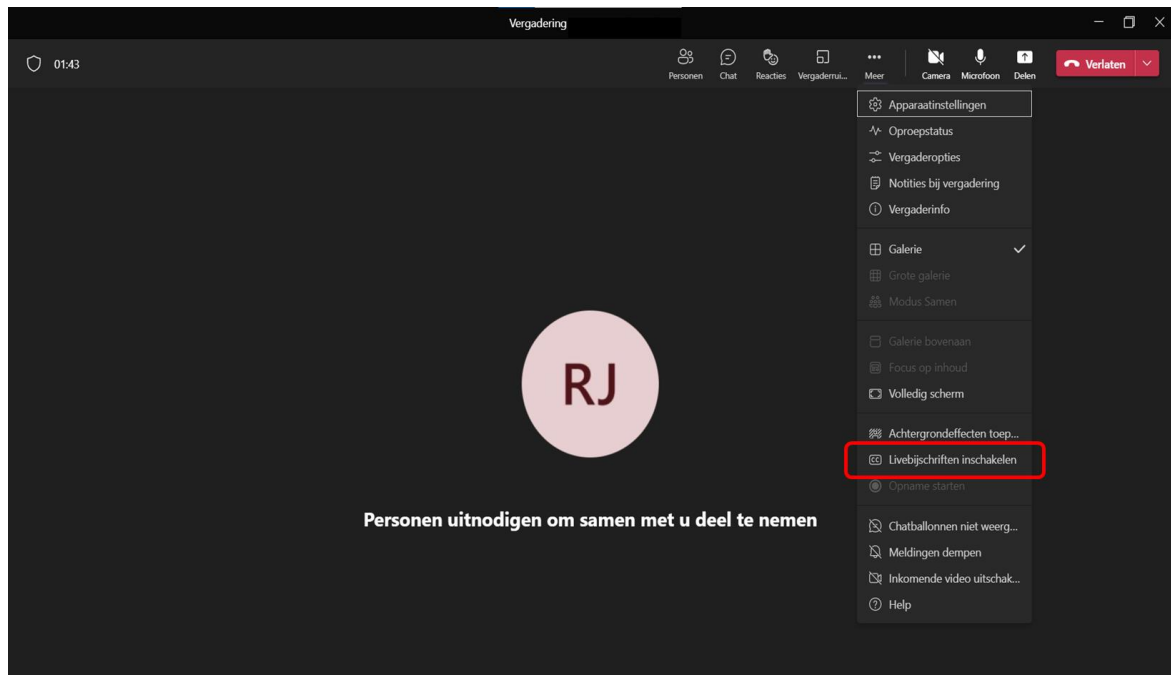 Vergadering
01:43
Personen Chat Reacties Vergaderrui... Meer Camera Microfoon Delen Verlaten
Apparaatinstellingen
Oproepstatus
Vergaderopties
Notities bij vergadering
Vergaderinfo
Galerie
Grote galerie
Modus Samen
Galerie bovenaan
Focus op inhoud
Volledig scherm
Achtergrondeffecten toep...
CC Livebijschriften inschakelen
Opname starten
Chatballonnen niet weerg...
Meldingen dempen
Inkomende video uitschak...
Help
RJ
Personen uitnodigen om samen met u deel te nemen